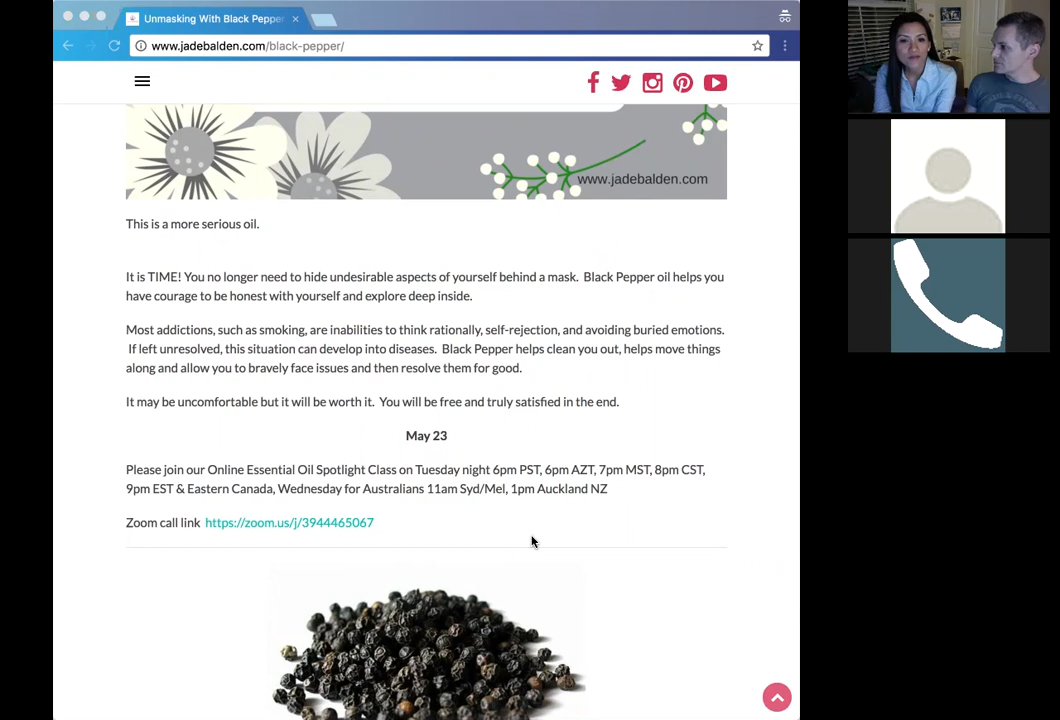 Unmasking With Black Pepper
www.jadebalden.com/black-pepper/
www.jadebalden.com
This is a more serious oil.
It is TIME! You no longer need to hide undesirable aspects of yourself behind a mask. Black Pepper oil helps you
have courage to be honest with yourself and explore deep inside.
Most addictions, such as smoking, are inabilities to think rationally, self-rejection, and avoiding buried emotions.
If left unresolved, this situation can develop into diseases. Black Pepper helps clean you out, helps move things
along and allow you to bravely face issues and then resolve them for good.
It may be uncomfortable but it will be worth it. You will be free and truly satisfied in the end.
May 23
Please join our Online Essential Oil Spotlight Class on Tuesday night 6pm PST, 6pm AZT, 7pm MST, 8pm CST,
9pm EST & Eastern Canada, Wednesday for Australians 11am Syd/Mel, 1pm Auckland NZ
Zoom call link https://zoom.us/j/3944465067